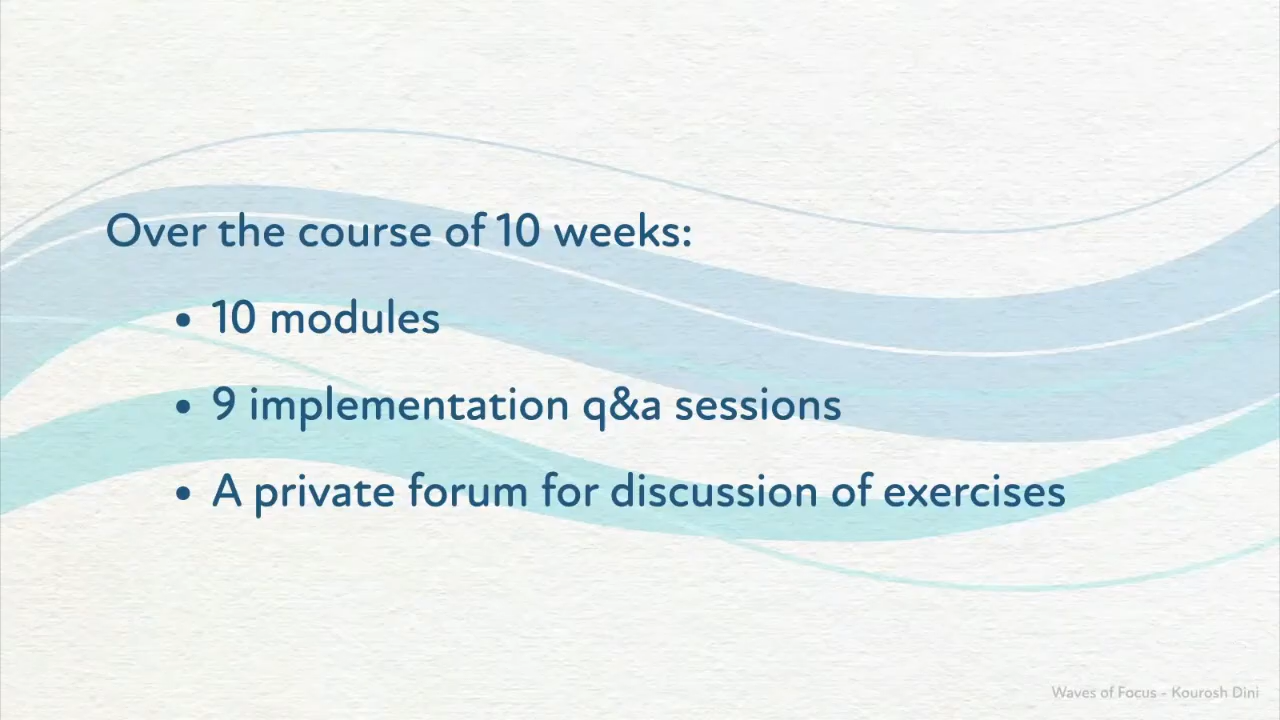 Over the course of 10 weeks:
• 10 modules
• 9 implementation q&a sessions
• A private forum for discussion of exercises
Waves of Focus - Kourosh Dini